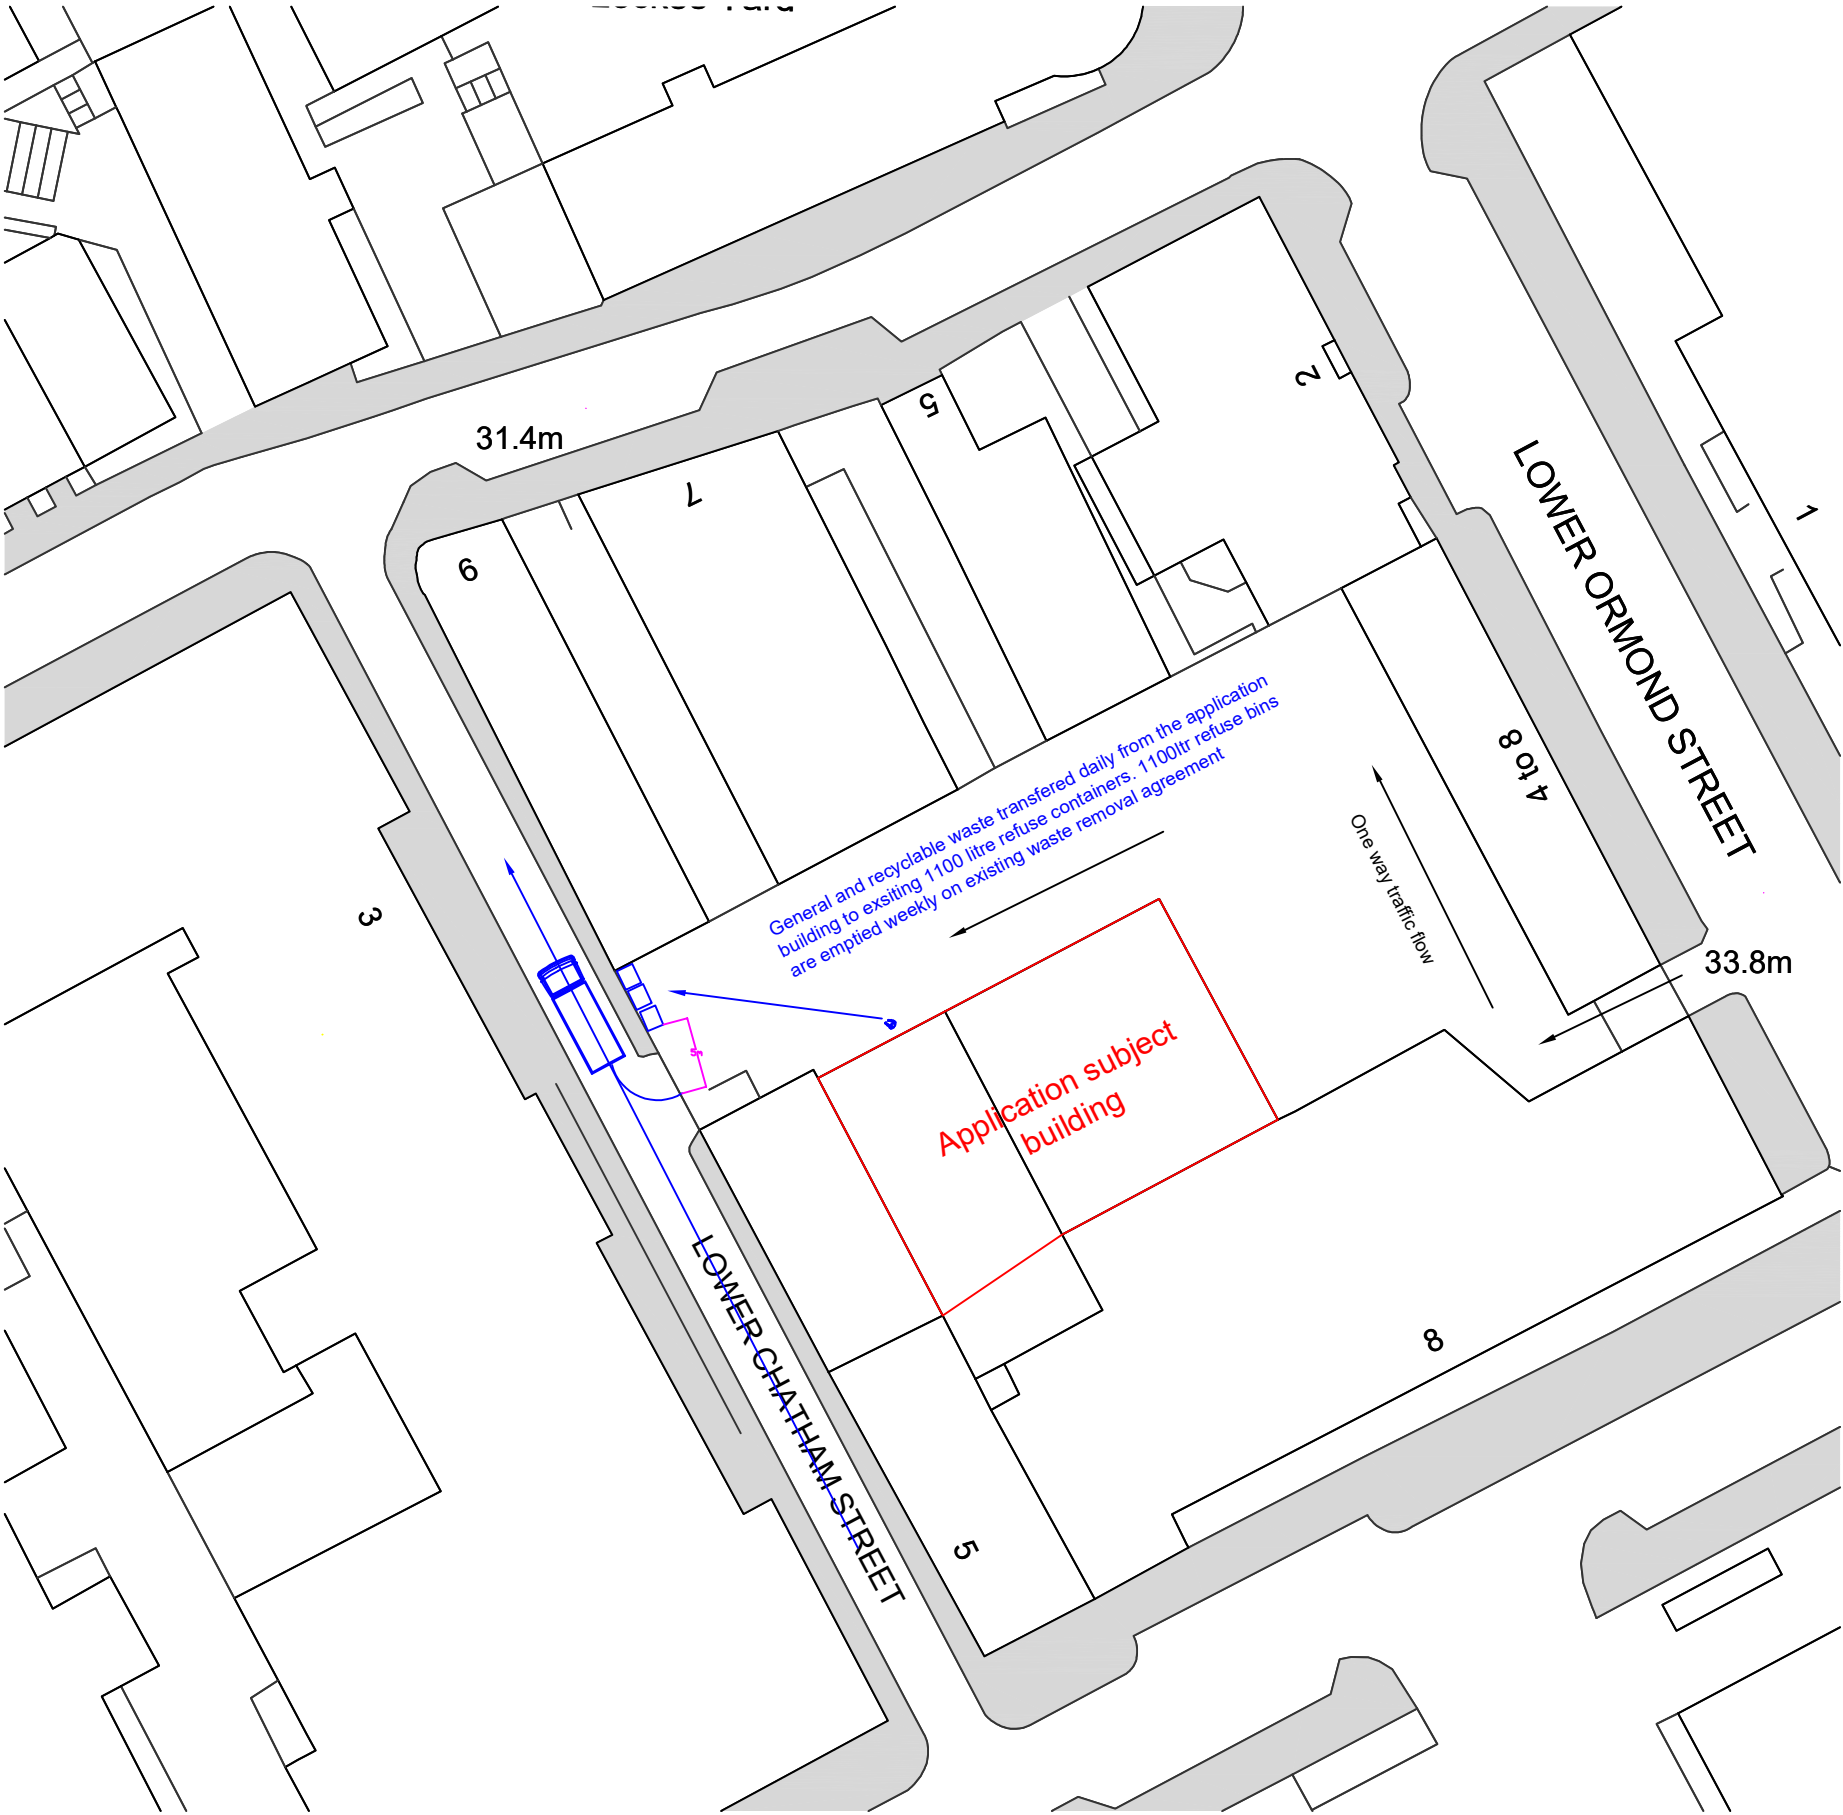 31.4m
6
7
5
2
1
LOWER ORMOND STREET
4 to 8
33.8m
3
General and recyclable waste transfered daily from the application
building to exsiting 1100 litre refuse containers. 1100ltr refuse bins
are emptied weekly on existing waste removal agreement
One way traffic flow
Application subject
building
LOWER CHATHAM STREET
8
5